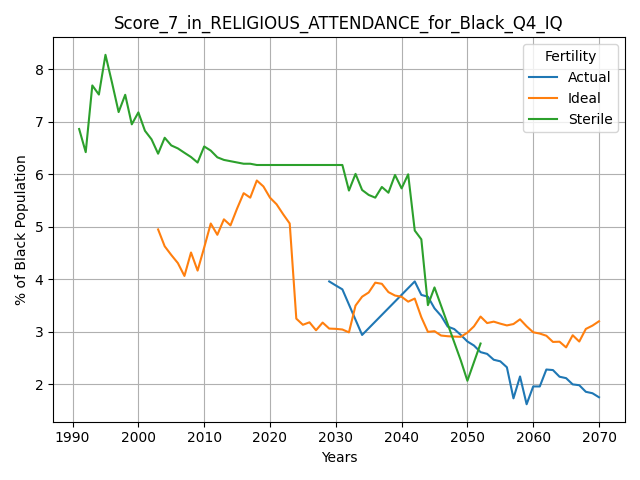 Score_7_in_RELIGIOUS_ATTENDANCE_for_Black_Q4_IQ
Fertility
Actual
Ideal
Sterile
% of Black Population
8
7
6
5
4
3
2
1990 2000 2010 2020 2030 2040 2050 2060 2070
Years